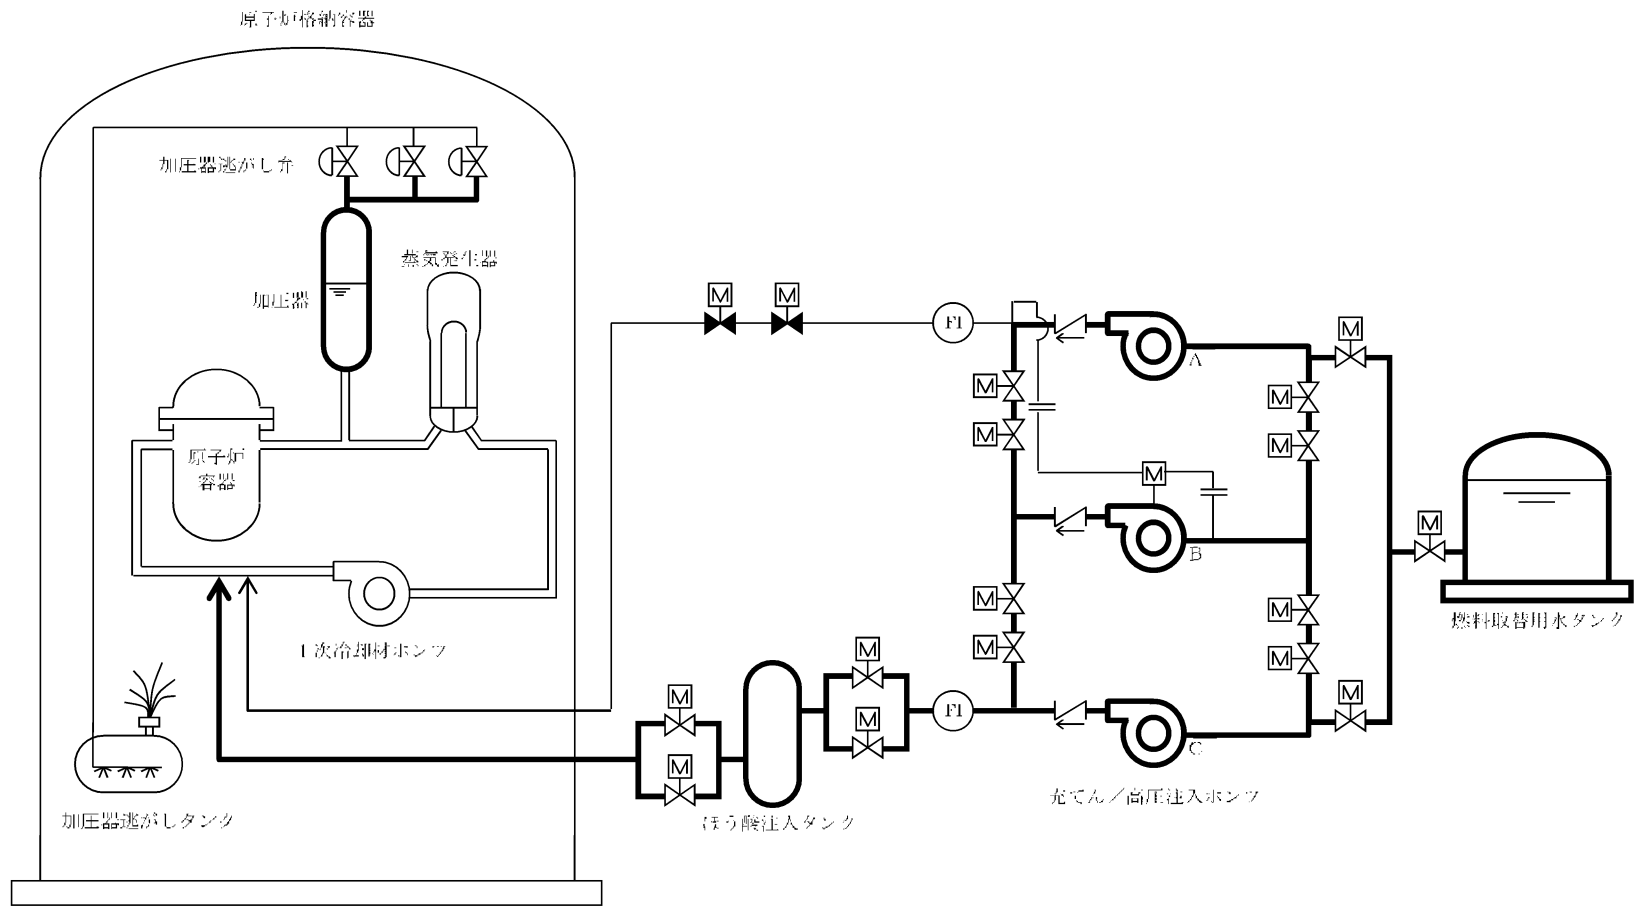 原子炉格納容器
加圧器逃がし弁
蒸気発生器
加圧器
M
M
FI
A
M
M
M
M
M
原子炉
容器
M
M
B
M
燃料取替用水タンク
M
M
M
M
1次冷却材ポンプ
M
M
M
FI
C
M
M
充てん/高圧注入ポンプ
加圧器逃がしタンク
ほう酸注入タンク